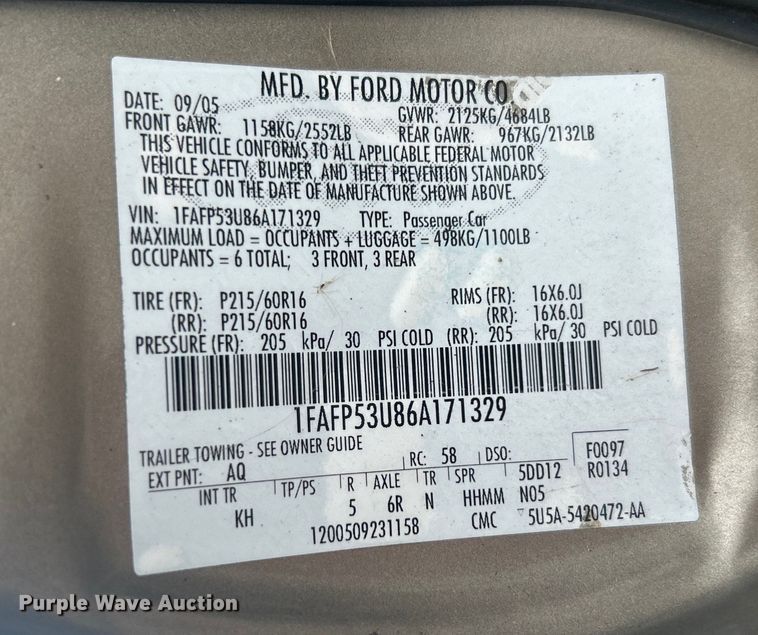 MFD. BY FORD MOTOR CO
DATE: 09/05 GVWR: 2125KG/4684LB
FRONT GAWR: 1158KG/2552LB REAR GAWR: 967KG/2132LB
THIS VEHICLE CONFORMS TO ALL APPLICABLE FEDERAL MOTOR
VEHICLE SAFETY, BUMPER, AND THEFT PREVENTION STANDARDS
IN EFFECT ON THE DATE OF MANUFACTURE SHOWN ABOVE.
VIN: 1FAFP53U86A171329 TYPE: Passenger Car
MAXIMUM LOAD = OCCUPANTS + LUGGAGE = 498KG/1100LB
OCCUPANTS = 6 TOTAL; 3 FRONT, 3 REAR
TIRE (FR): P215/60R16 RIMS (FR): 16X6.0J
(RR): P215/60R16 (RR): 16X6.0J
PRESSURE (FR): 205 kPa/ 30 PSI COLD (RR): 205 kPa/ 30 PSI COLD
1FAFP53U86A171329
TRAILER TOWING - SEE OWNER GUIDE
EXT PNT: AQ RC: 58 DSO: F0097
INT TR TP/PS R AXLE TR SPR 5DD12 R0134
KH 5 6R N HHMM N05
1200509231158 CMC 5U5A-5420472-AA
Purple Wave Auction